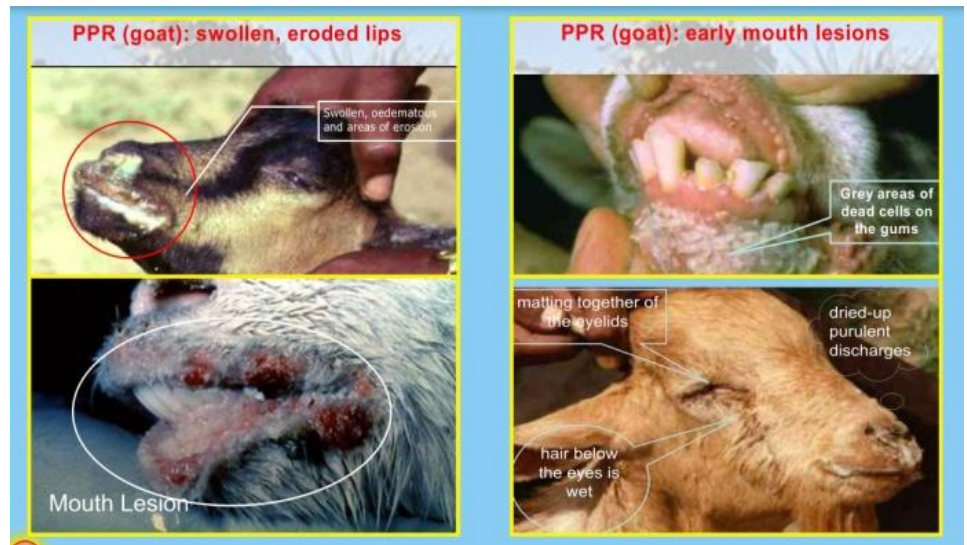 PPR (goat): swollen, eroded lips
Swollen, oedematous
and areas of erosion
Mouth Lesion
PPR (goat): early mouth lesions
Grey areas of
dead cells on
the gums
matting together of
the eyelids
dried-up
purulent
discharges
hair below
the eyes is
wet